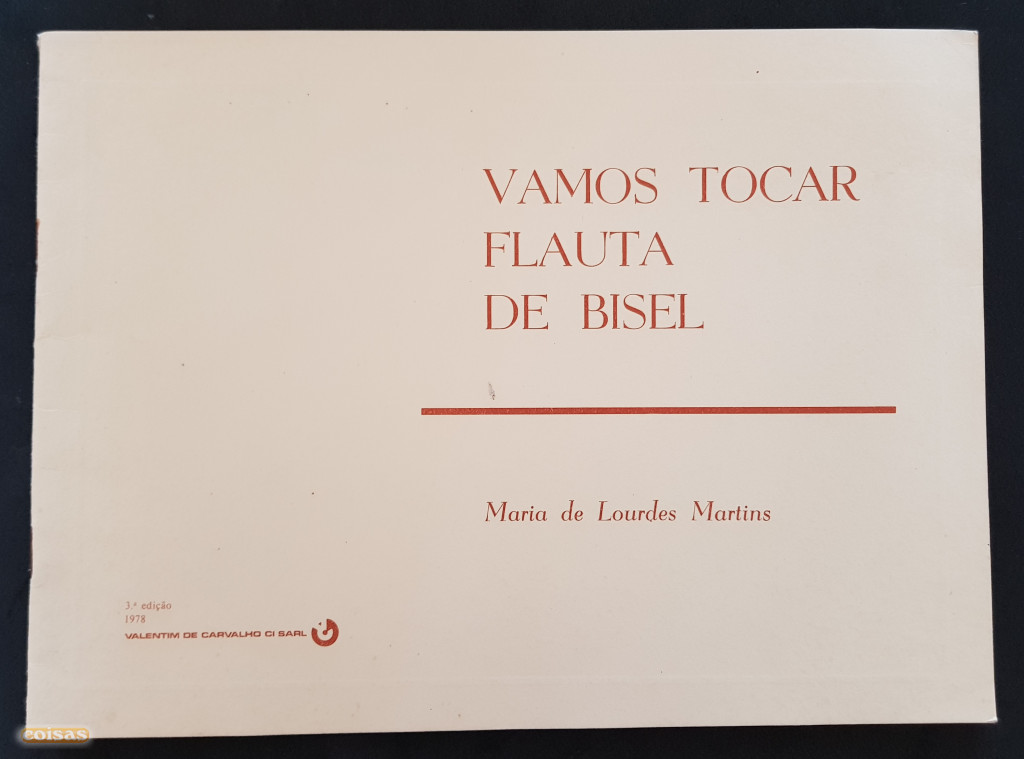 VAMOS TOCAR
FLAUTA
DE BISEL
Maria de Lourdes Martins
3.ª edição
1978
VALENTIM DE CARVALHO CI SARL
coisas